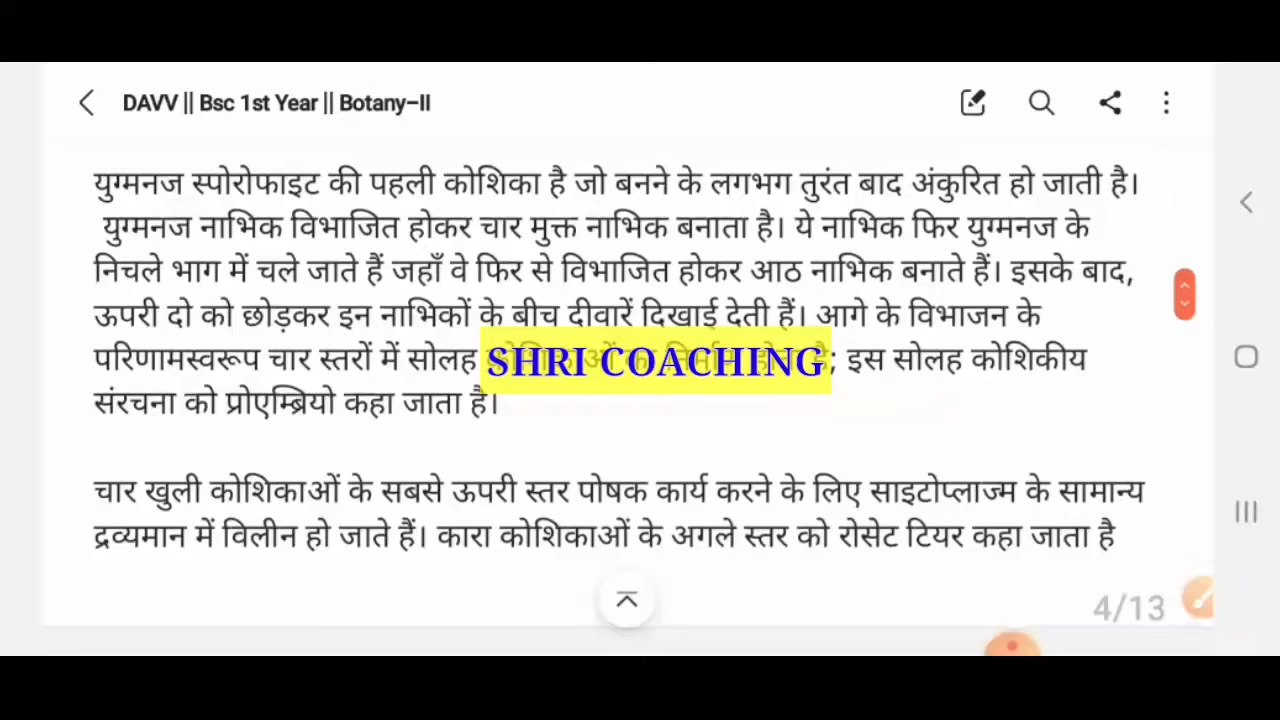 DAVV || Bsc 1st Year || Botany-II
युग्मनज स्पोरोफाइट की पहली कोशिका है जो बनने के लगभग तुरंत बाद अंकुरित हो जाती है।
युग्मनज नाभिक विभाजित होकर चार मुक्त नाभिक बनाता है। ये नाभिक फिर युग्मनज के
निचले भाग में चले जाते हैं जहाँ वे फिर से विभाजित होकर आठ नाभिक बनाते हैं। इसके बाद,
ऊपरी दो को छोड़कर इन नाभिकों के बीच दीवारें दिखाई देती हैं। आगे के विभाजन के
परिणामस्वरूप चार स्तरों में सोलह SHRI COACHING ; इस सोलह कोशिकीय
संरचना को प्रोएम्ब्रियो कहा जाता है।
चार खुली कोशिकाओं के सबसे ऊपरी स्तर पोषक कार्य करने के लिए साइटोप्लाज्म के सामान्य
द्रव्यमान में विलीन हो जाते हैं। कारा कोशिकाओं के अगले स्तर को रोसेट टियर कहा जाता है
4/13